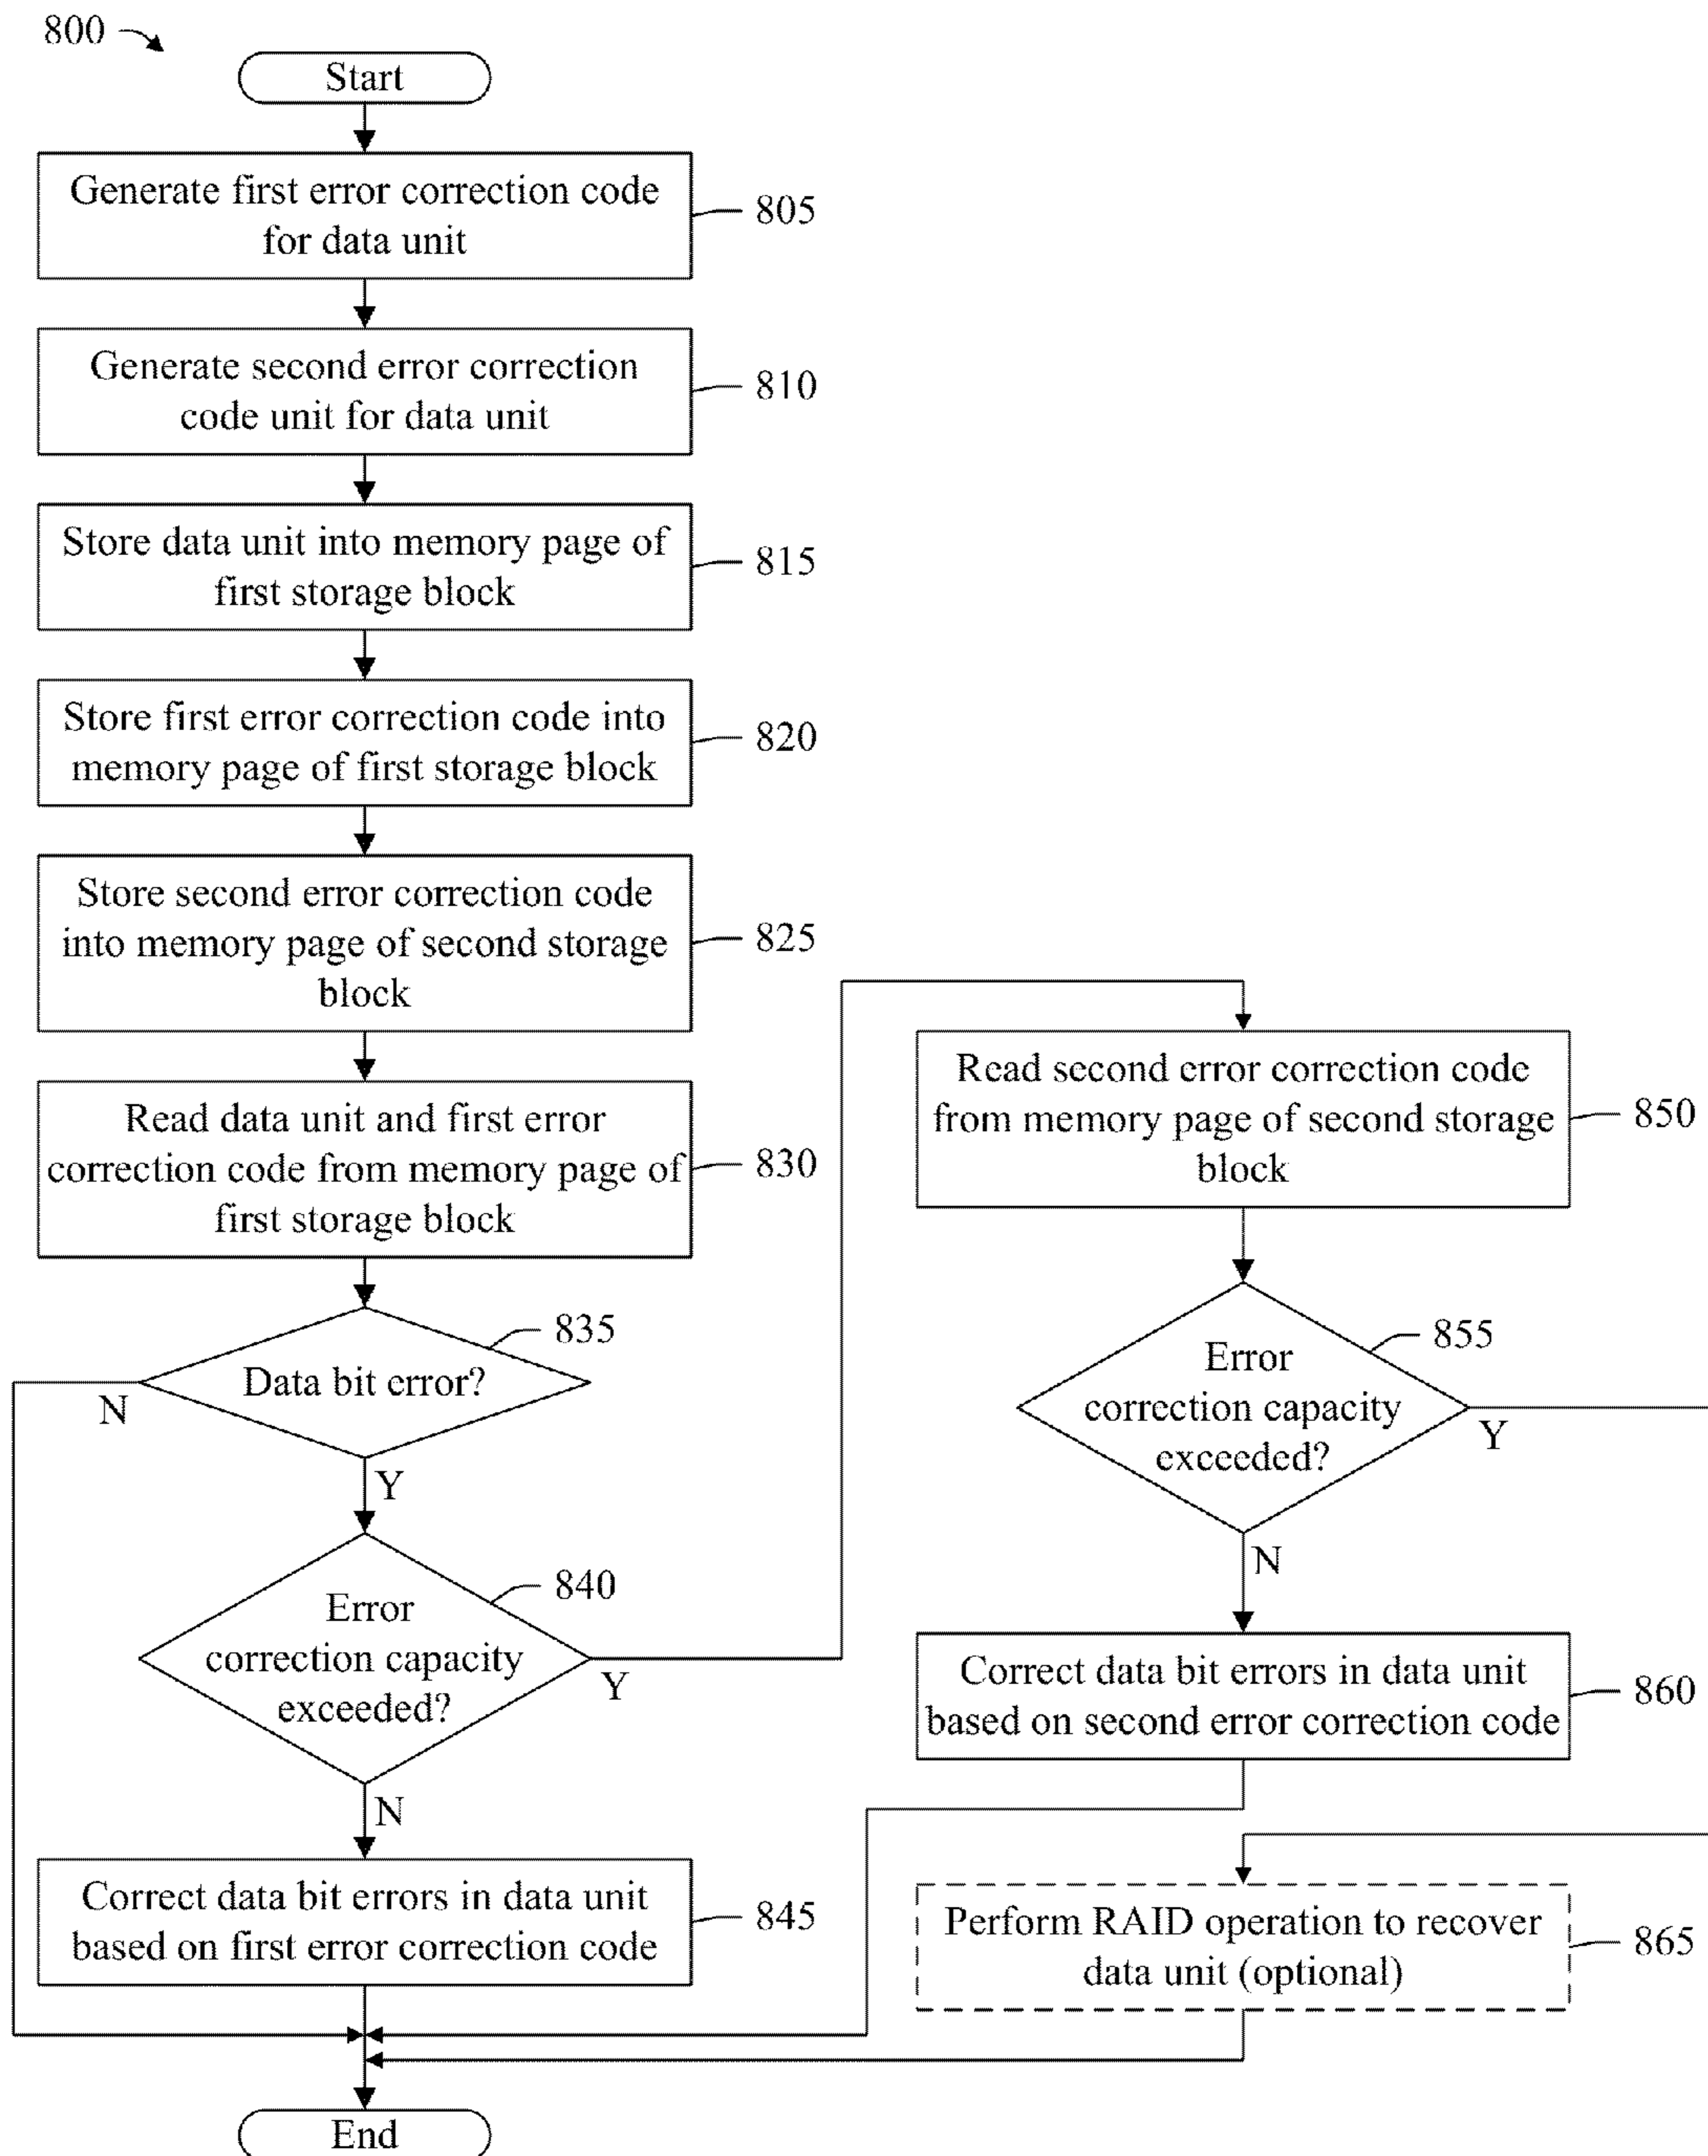 800
Start
Generate first error correction code
for data unit
805
Generate second error correction
code unit for data unit
810
Store data unit into memory page of
first storage block
815
Store first error correction code into
memory page of first storage block
820
Store second error correction code
into memory page of second storage
block
825
Read data unit and first error
correction code from memory page of
first storage block
830
Data bit error?
835
N
Y
Error
correction capacity
exceeded?
840
Y
N
Correct data bit errors in data unit
based on first error correction code
845
Read second error correction code
from memory page of second storage
block
850
Error
correction capacity
exceeded?
855
Y
N
Correct data bit errors in data unit
based on second error correction code
860
Perform RAID operation to recover
data unit (optional)
865
End